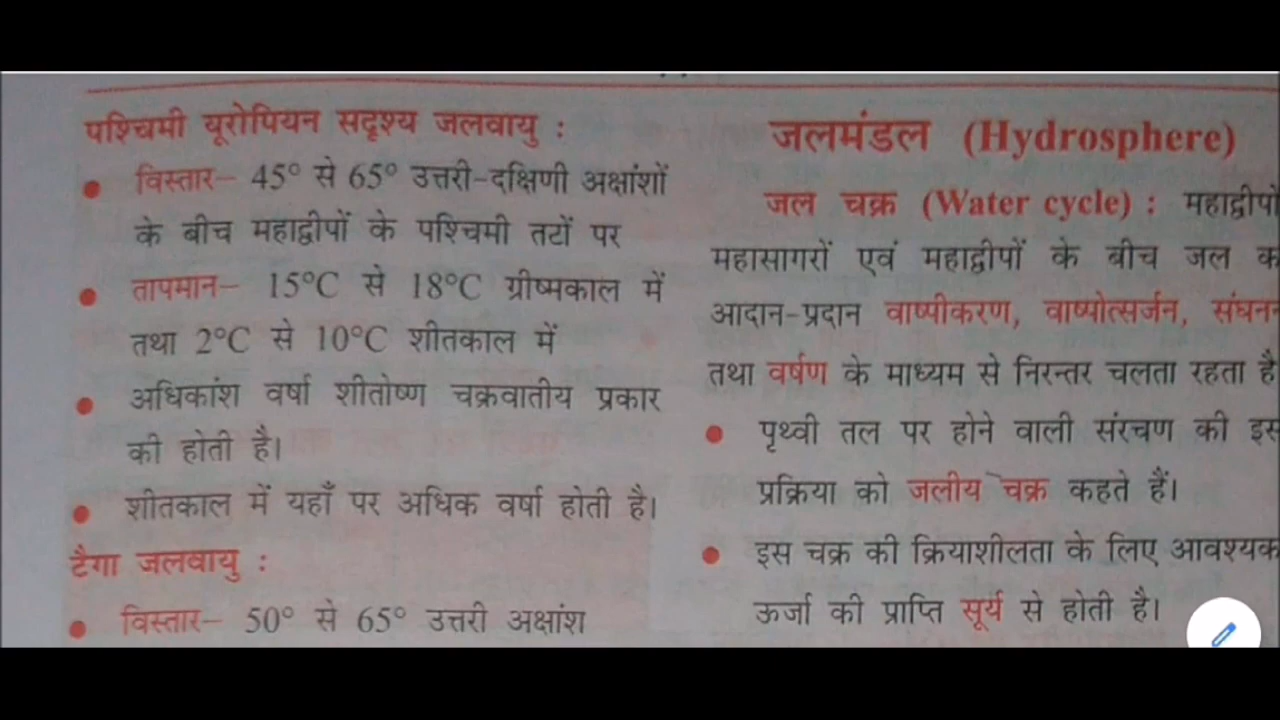 पश्चिमी यूरोपियन सदृश्य जलवायु :
• विस्तार– 45° से 65° उत्तरी-दक्षिणी अक्षांशों
के बीच महाद्वीपों के पश्चिमी तटों पर
• तापमान– 15°C से 18°C ग्रीष्मकाल में
तथा 2°C से 10°C शीतकाल में
• अधिकांश वर्षा शीतोष्ण चक्रवातीय प्रकार
की होती है।
• शीतकाल में यहाँ पर अधिक वर्षा होती है।
टैगा जलवायु :
• विस्तार– 50° से 65° उत्तरी अक्षांश
जलमंडल (Hydrosphere)
जल चक्र (Water cycle) : महाद्वीपों
महासागरों एवं महाद्वीपों के बीच जल
आदान-प्रदान वाष्पीकरण, वाष्पोत्सर्जन, संघनन
तथा वर्षण के माध्यम से निरन्तर चलता रहता है
• पृथ्वी तल पर होने वाली संरचण की इस
प्रक्रिया को जलीय चक्र कहते हैं।
• इस चक्र की क्रियाशीलता के लिए आवश्यक
ऊर्जा की प्राप्ति सूर्य से होती है।